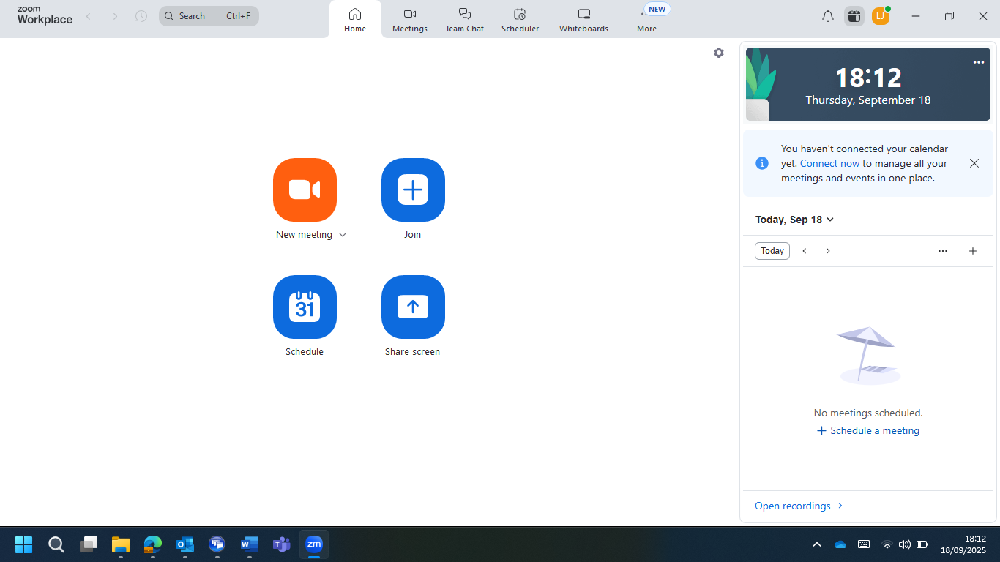 zoom
Workplace
Search Ctrl+F
Home
Meetings
Team Chat
Scheduler
Whiteboards
NEW
More
LJ
18:12
Thursday, September 18
You haven't connected your calendar
yet. Connect now to manage all your
meetings and events in one place.
Today, Sep 18
Today
New meeting
Join
31
Schedule
Share screen
No meetings scheduled.
Schedule a meeting
Open recordings
zm
18:12
18/09/2025